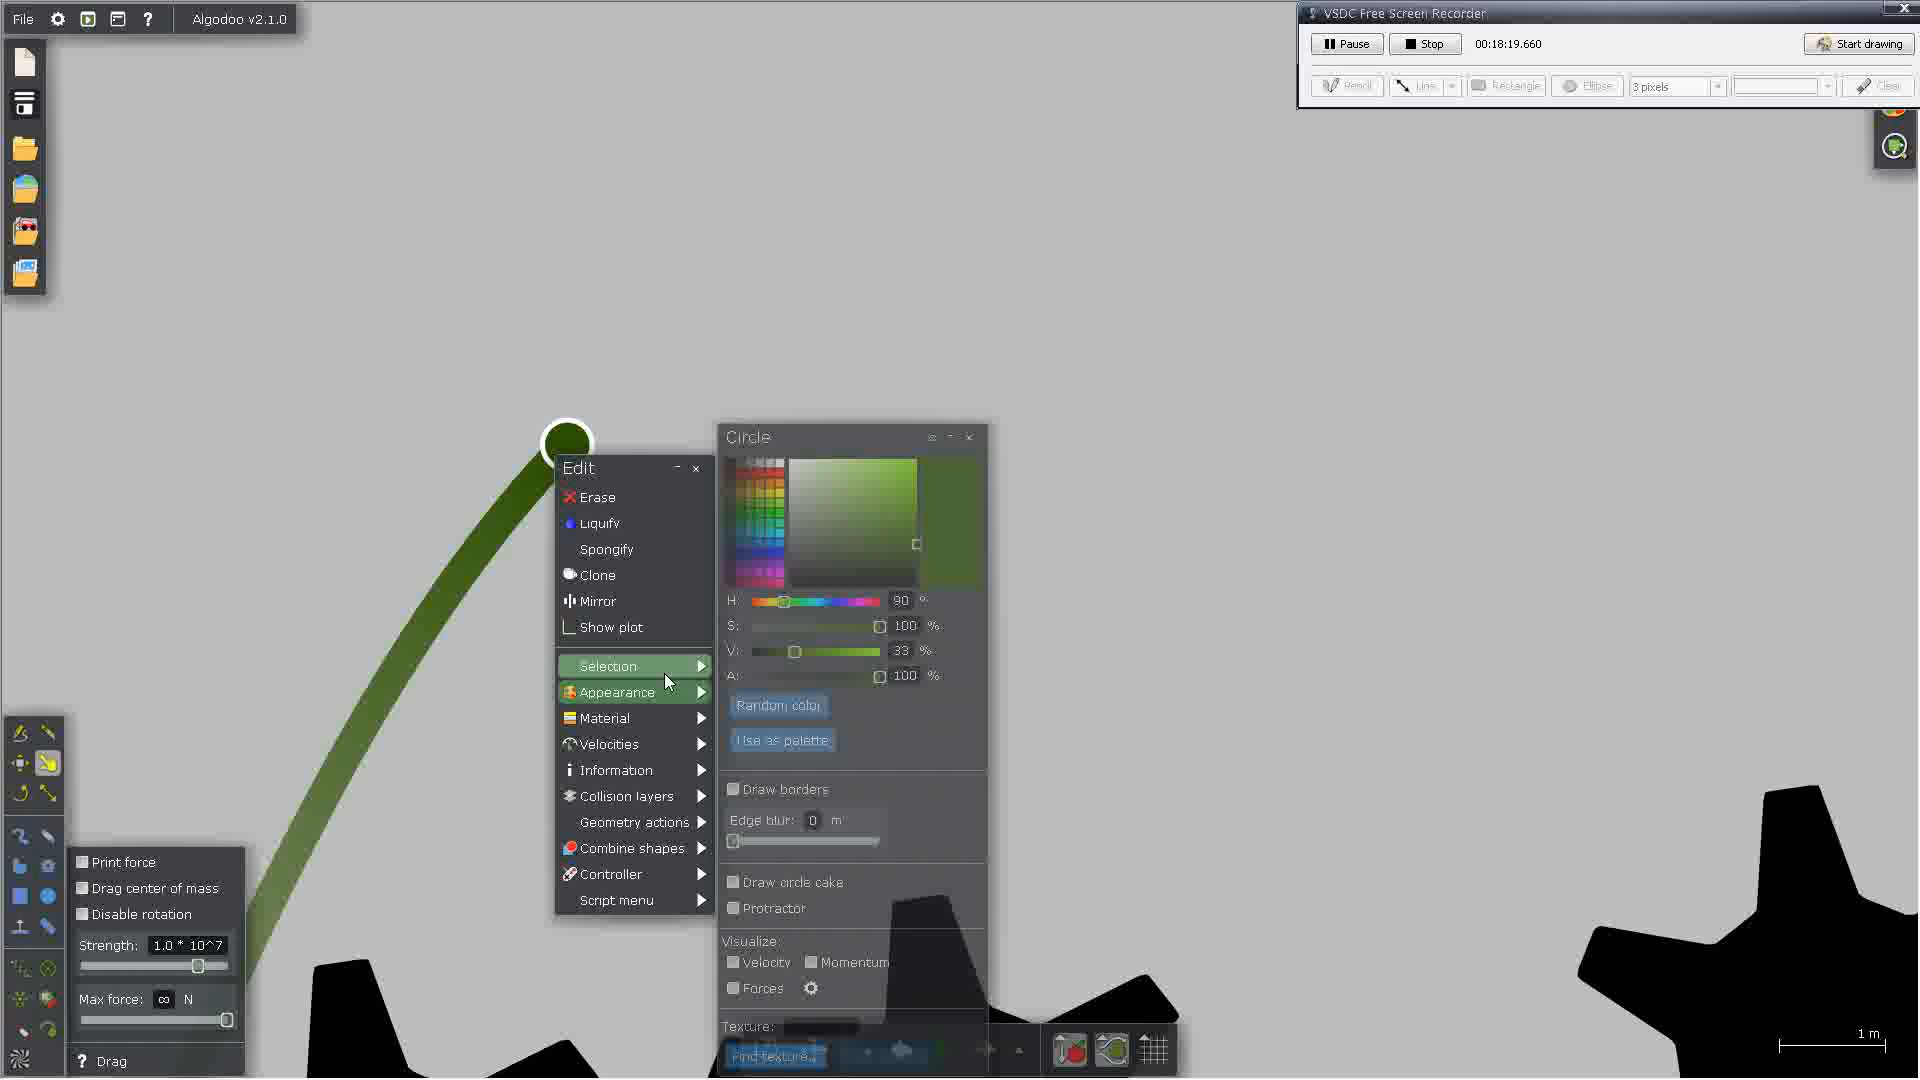 File
Algodoo v2.1.0
VSDC Free Screen Recorder
Pause
Stop
00:18:19.660
Start drawing
Pencil
Line
Rectangle
Ellipse
3 pixels
Clear
Edit
Erase
Liquify
Spongify
Clone
Mirror
Show plot
Selection
Appearance
Material
Velocities
Information
Collision layers
Geometry actions
Combine shapes
Controller
Script menu
Circle
H: 90 °
S: 100 %
V: 33 %
A: 100 %
Random color
Use as palette
Draw borders
Edge blur: 0 m
Draw circle cake
Protractor
Visualize:
Velocity Momentum
Forces
Texture:
Find texture...
Print force
Drag center of mass
Disable rotation
Strength: 1.0 * 10^7
Max force: ∞ N
? Drag
1 m